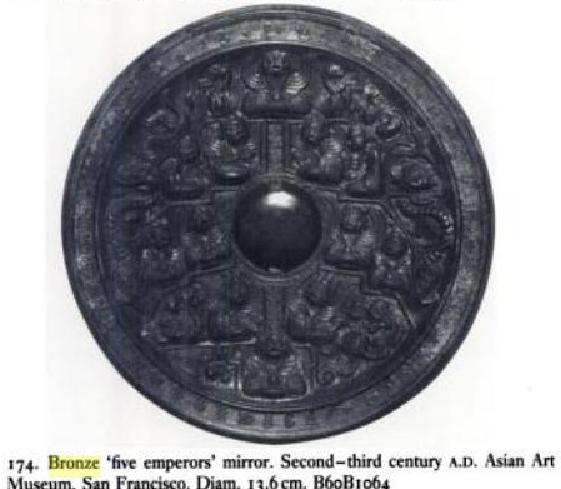 174. Bronze 'five emperors' mirror. Second–third century A.D. Asian Art
Museum, San Francisco. Diam. 13.6 cm. B60B1064